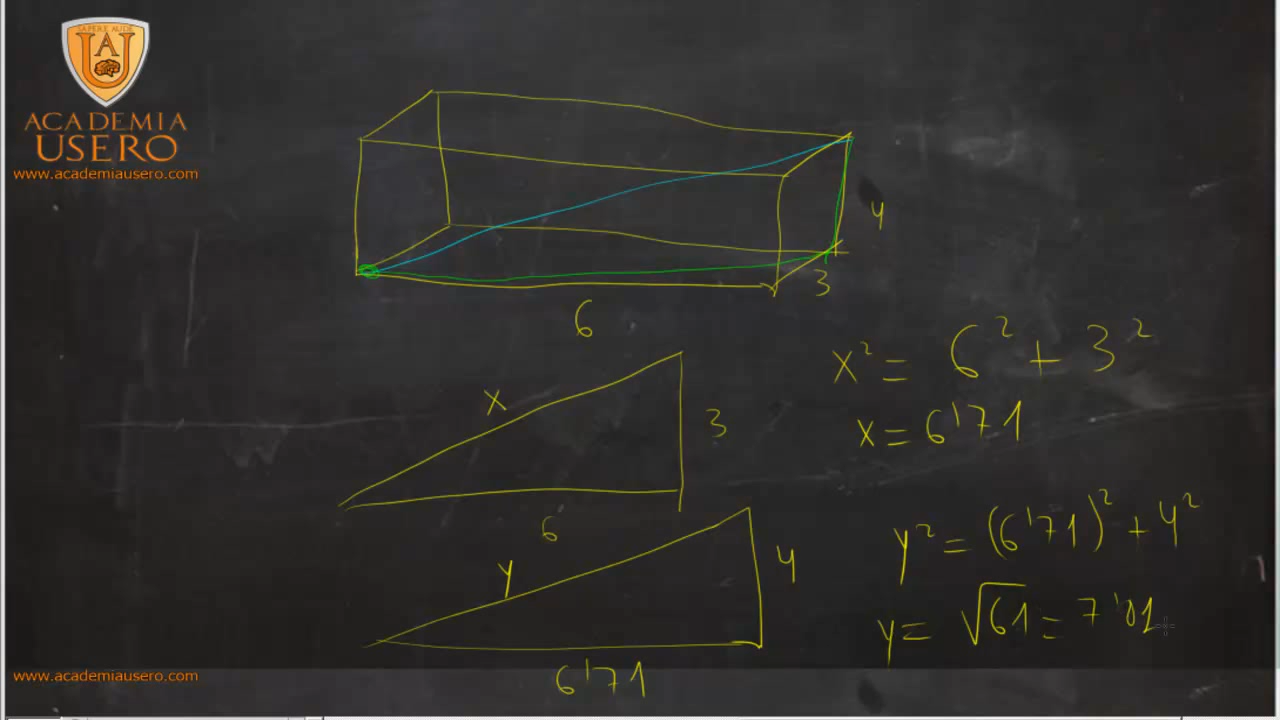 SAPERE AUDE
UA
ACADEMIA
USERO
www.academiausero.com
4
3
6
x² = 6² + 3²
x
3
x = 6'71
6
y² = (6'71)² + 4²
y
4
y = √61 = 7'81
6'71
www.academiausero.com